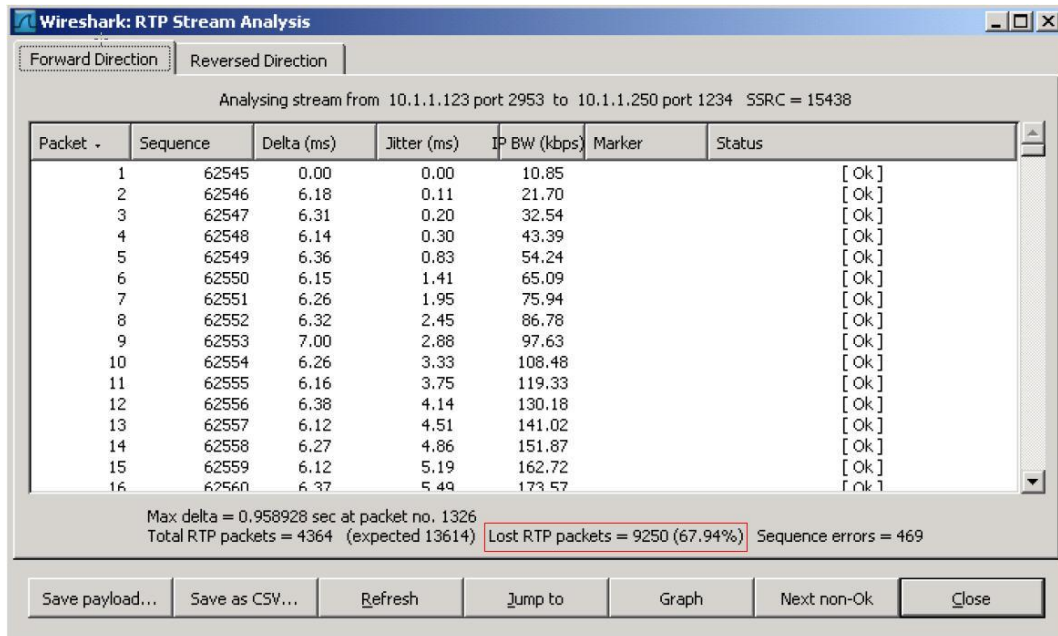 Wireshark: RTP Stream Analysis
Forward Direction Reversed Direction
Analysing stream from 10.1.1.123 port 2953 to 10.1.1.250 port 1234 SSRC = 15438
Packet Sequence Delta (ms) Jitter (ms) IP BW (kbps) Marker Status
1 62545 0.00 0.00 10.85 [ Ok ]
2 62546 6.18 0.11 21.70 [ Ok ]
3 62547 6.31 0.20 32.54 [ Ok ]
4 62548 6.14 0.30 43.39 [ Ok ]
5 62549 6.36 0.83 54.24 [ Ok ]
6 62550 6.15 1.41 65.09 [ Ok ]
7 62551 6.26 1.95 75.94 [ Ok ]
8 62552 6.32 2.45 86.78 [ Ok ]
9 62553 7.00 2.88 97.63 [ Ok ]
10 62554 6.26 3.33 108.48 [ Ok ]
11 62555 6.16 3.75 119.33 [ Ok ]
12 62556 6.38 4.14 130.18 [ Ok ]
13 62557 6.12 4.51 141.02 [ Ok ]
14 62558 6.27 4.86 151.87 [ Ok ]
15 62559 6.12 5.19 162.72 [ Ok ]
16 62560 6.37 5.49 173.57 [ Ok ]
Max delta = 0.958928 sec at packet no. 1326
Total RTP packets = 4364 (expected 13614) Lost RTP packets = 9250 (67.94%) Sequence errors = 469
Save payload... Save as CSV... Refresh Jump to Graph Next non-Ok Close